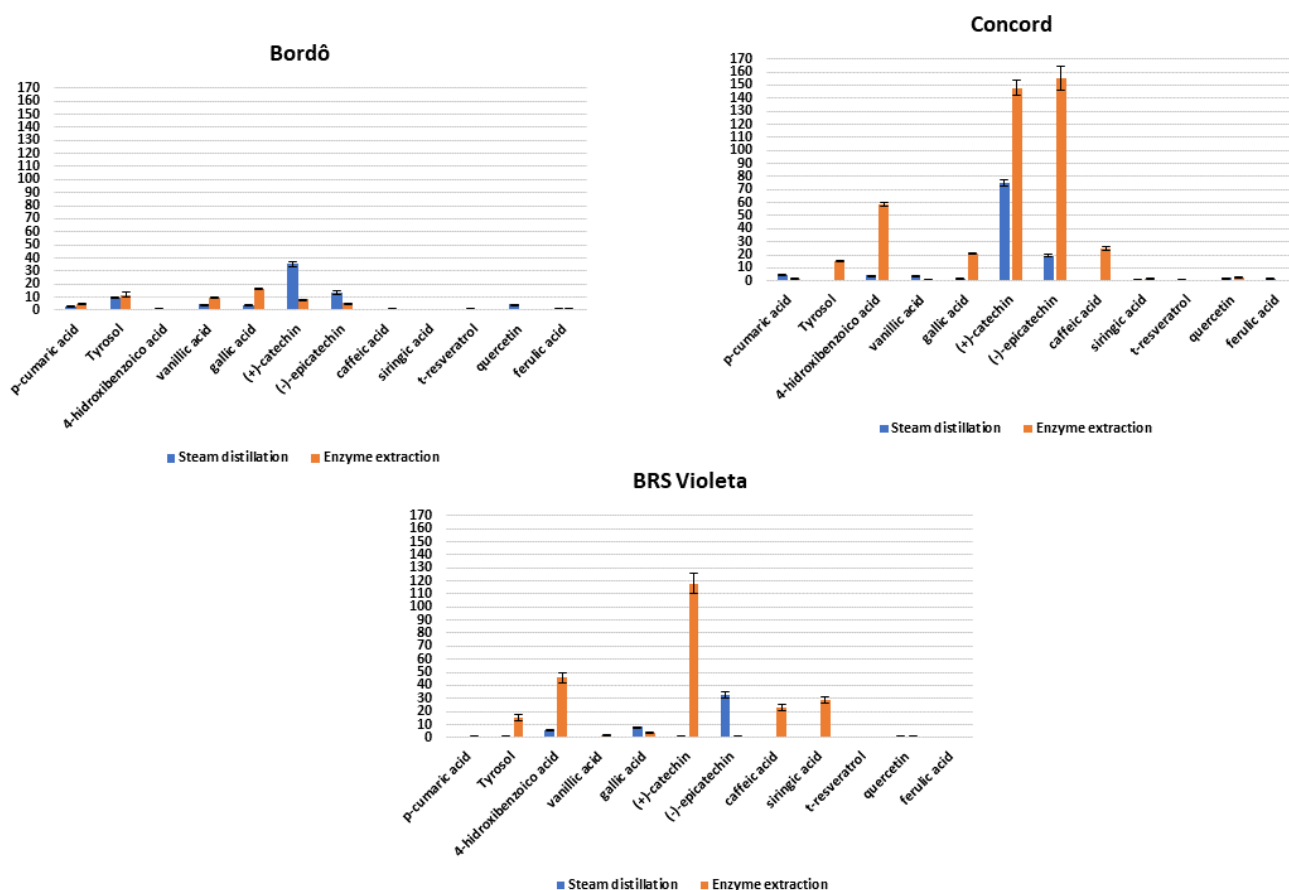 Bordô
170
160
150
140
130
120
110
100
90
80
70
60
50
40
30
20
10
0
p-cumaric acid
Tyrosol
4-hidroxibenzoico acid
vanillic acid
gallic acid
(+)-catechin
(-)-epicatechin
caffeic acid
siringic acid
t-resveratrol
quercetin
ferulic acid
Steam distillation Enzyme extraction
Concord
170
160
150
140
130
120
110
100
90
80
70
60
50
40
30
20
10
0
p-cumaric acid
Tyrosol
4-hidroxibenzoico acid
vanillic acid
gallic acid
(+)-catechin
(-)-epicatechin
caffeic acid
siringic acid
t-resveratrol
quercetin
ferulic acid
Steam distillation Enzyme extraction
BRS Violeta
170
160
150
140
130
120
110
100
90
80
70
60
50
40
30
20
10
0
p-cumaric acid
Tyrosol
4-hidroxibenzoico acid
vanillic acid
gallic acid
(+)-catechin
(-)-epicatechin
caffeic acid
siringic acid
t-resveratrol
quercetin
ferulic acid
Steam distillation Enzyme extraction